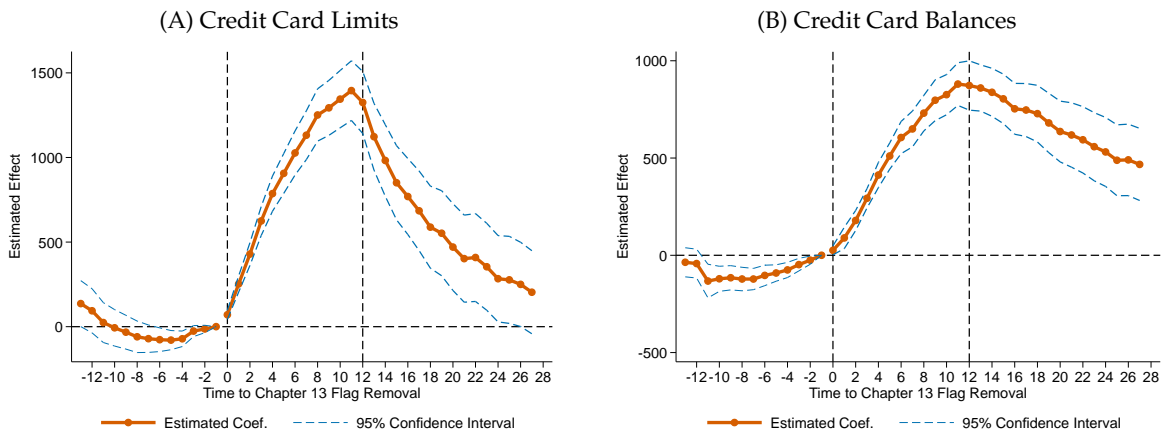 (A) Credit Card Limits
Estimated Effect
1500
1000
500
0
-12 -10 -8 -6 -4 -2 0 2 4 6 8 10 12 14 16 18 20 22 24 26 28
Time to Chapter 13 Flag Removal
Estimated Coef. 95% Confidence Interval
(B) Credit Card Balances
Estimated Effect
1000
500
0
-500
-12 -10 -8 -6 -4 -2 0 2 4 6 8 10 12 14 16 18 20 22 24 26 28
Time to Chapter 13 Flag Removal
Estimated Coef. 95% Confidence Interval